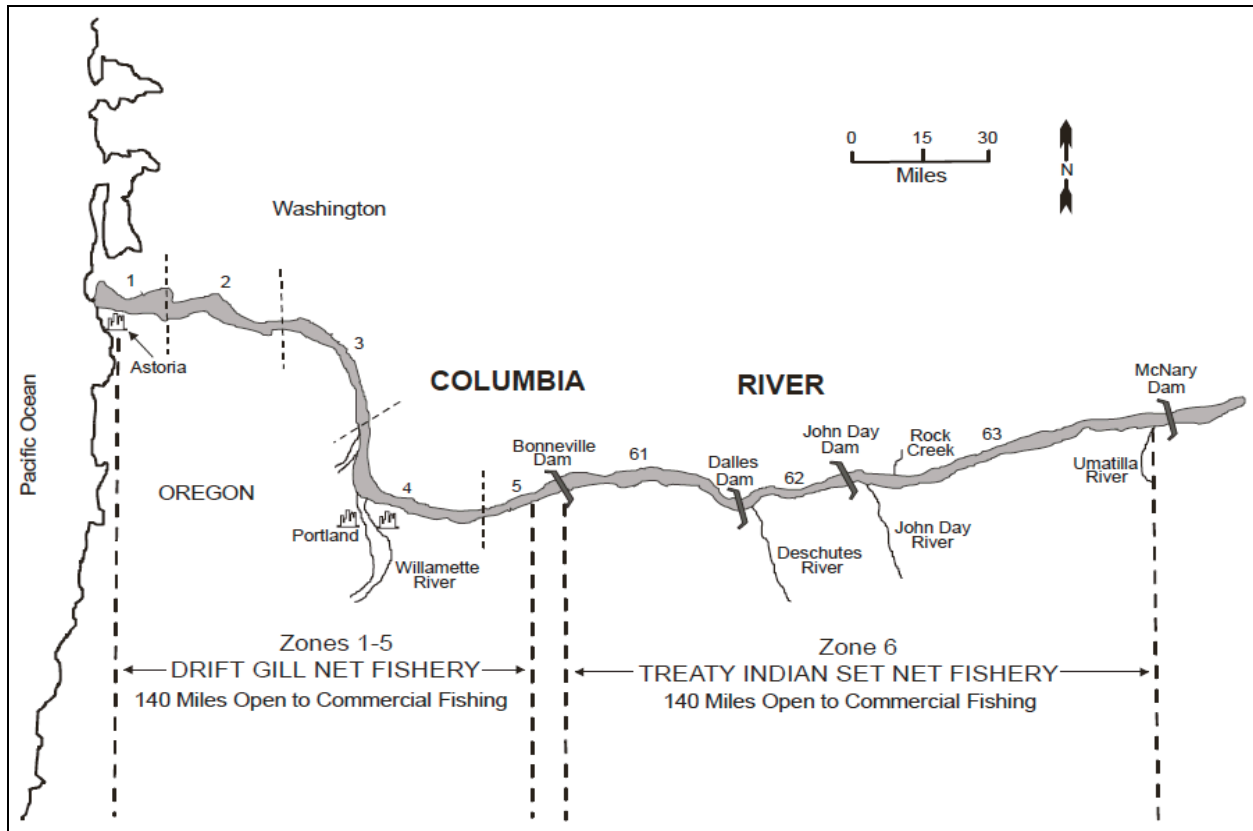 0 15 30
Miles
N
Washington
1
2
3
Astoria
COLUMBIA RIVER
McNary
Dam
Pacific Ocean
OREGON
4
5
Bonneville
Dam
61
Dalles
Dam
62
John Day
Dam
Rock
Creek
63
Umatilla
River
Portland
Willamette
River
Deschutes
River
John Day
River
Zones 1-5
DRIFT GILL NET FISHERY
140 Miles Open to Commercial Fishing
Zone 6
TREATY INDIAN SET NET FISHERY
140 Miles Open to Commercial Fishing